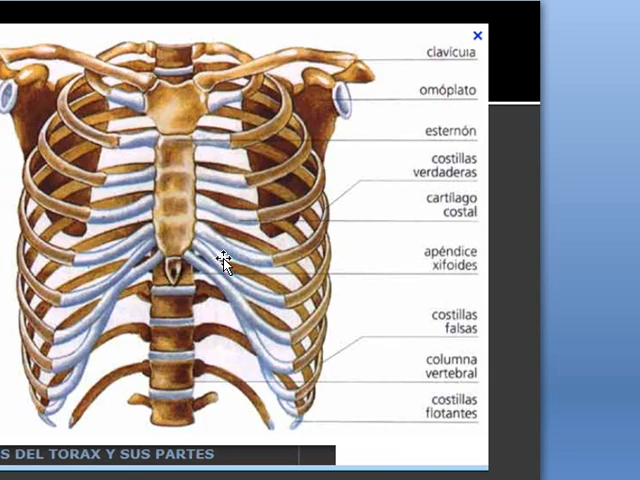 clavícula
omóplato
esternón
costillas
verdaderas
cartílago
costal
apéndice
xifoides
costillas
falsas
columna
vertebral
costillas
flotantes
S DEL TORAX Y SUS PARTES